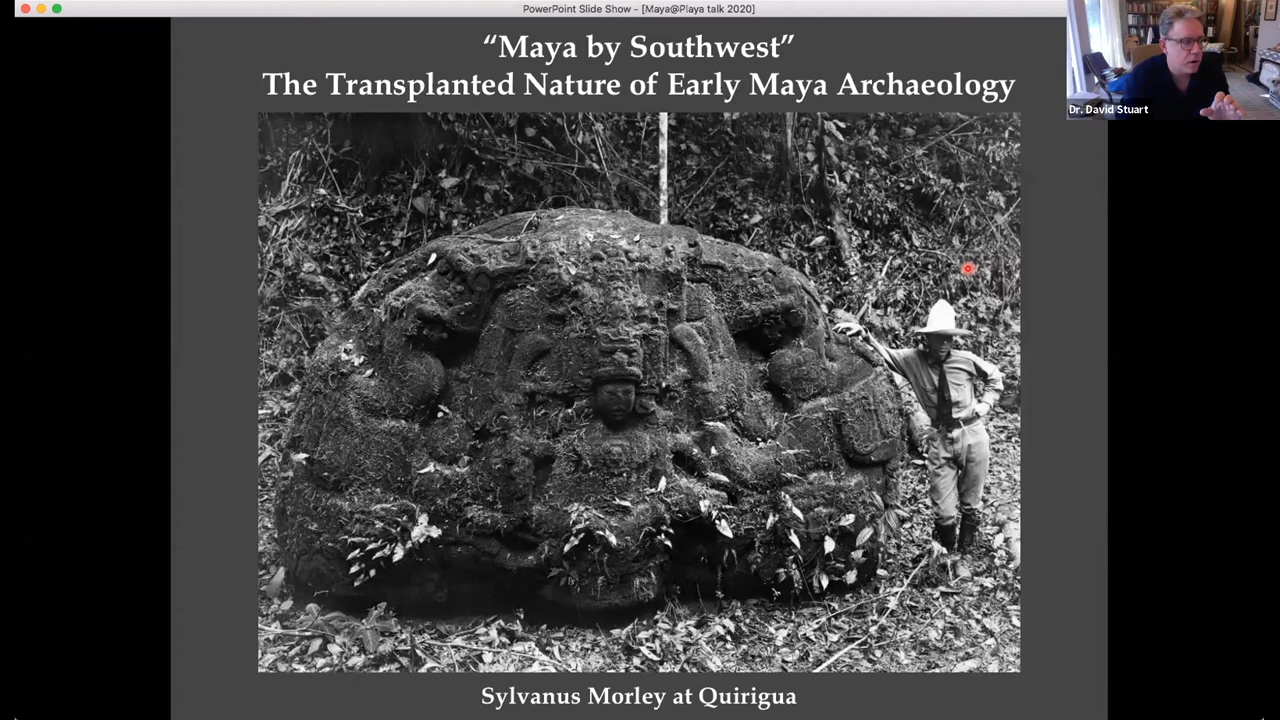 PowerPoint Slide Show - [Maya@Playa talk 2020]
“Maya by Southwest”
The Transplanted Nature of Early Maya Archaeology
Dr. David Stuart
Sylvanus Morley at Quirigua